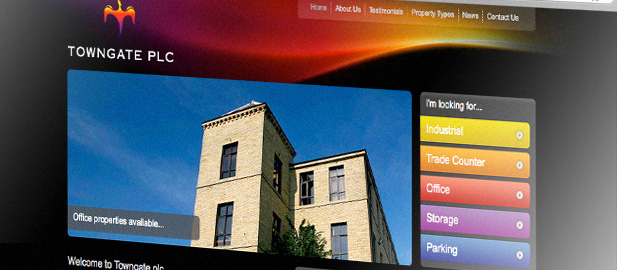 Home About Us Testimonials Property Types News Contact Us
TOWNGATE PLC
I'm looking for...
Industrial
Trade Counter
Office
Storage
Parking
Office properties available...
Welcome to Towngate plc